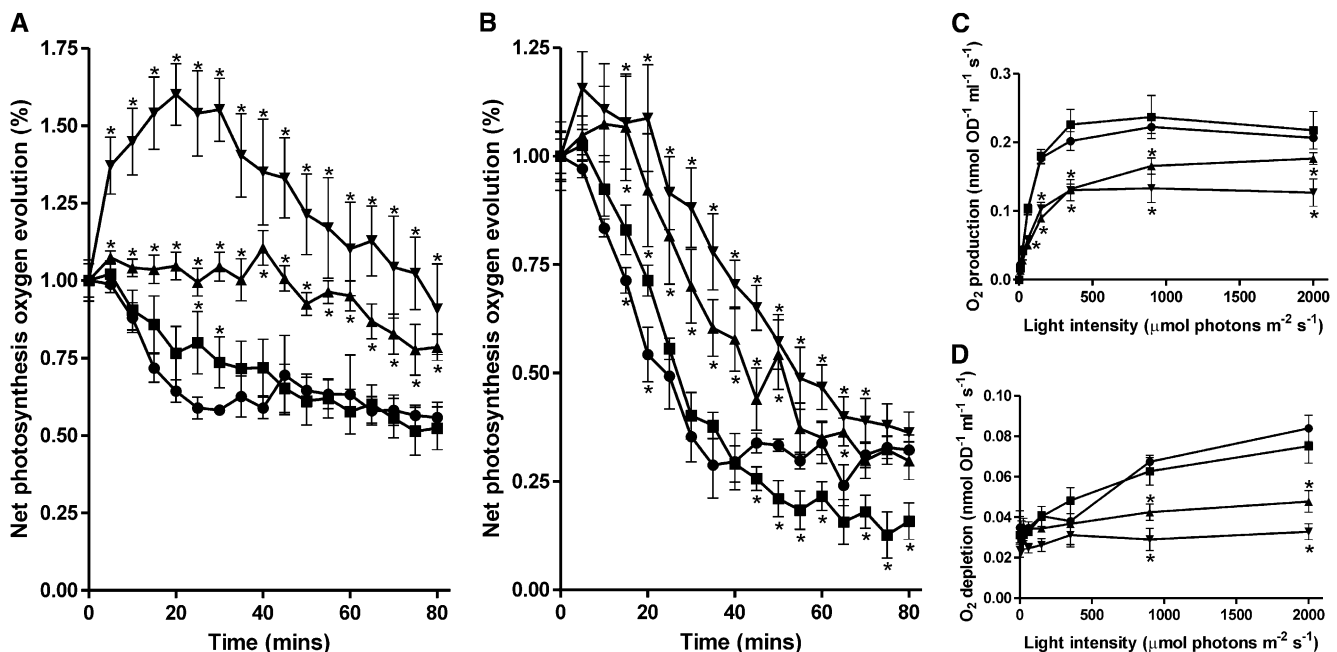 A
Net photosynthesis oxygen evolution (%)
1.75
1.50
1.25
1.00
0.75
0.50
0.25
0.00
0 20 40 60 80
Time (mins)
B
Net photosynthesis oxygen evolution (%)
1.25
1.00
0.75
0.50
0.25
0.00
0 20 40 60 80
Time (mins)
C
O₂ production (nmol OD⁻¹ ml⁻¹ s⁻¹)
0.3
0.2
0.1
0.0
0 500 1000 1500 2000
Light intensity (μmol photons m⁻² s⁻¹)
D
O₂ depletion (nmol OD⁻¹ ml⁻¹ s⁻¹)
0.10
0.08
0.06
0.04
0.02
0.00
0 500 1000 1500 2000
Light intensity (μmol photons m⁻² s⁻¹)